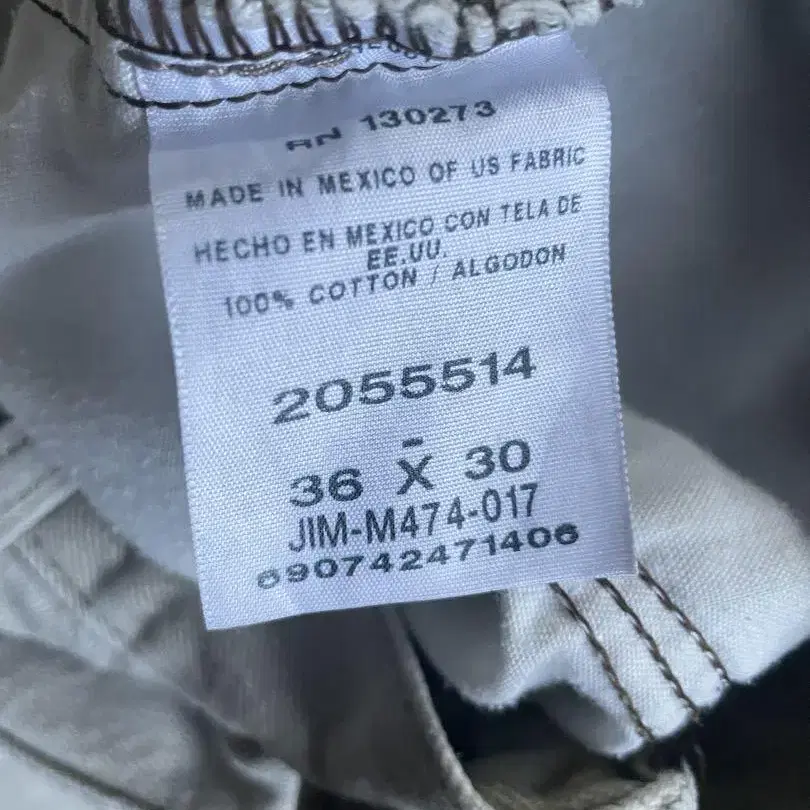 RN 130273
MADE IN MEXICO OF US FABRIC
HECHO EN MEXICO CON TELA DE
EE.UU.
100% COTTON / ALGODON
2055514
-
36 X 30
JIM-M474-017
690742471406